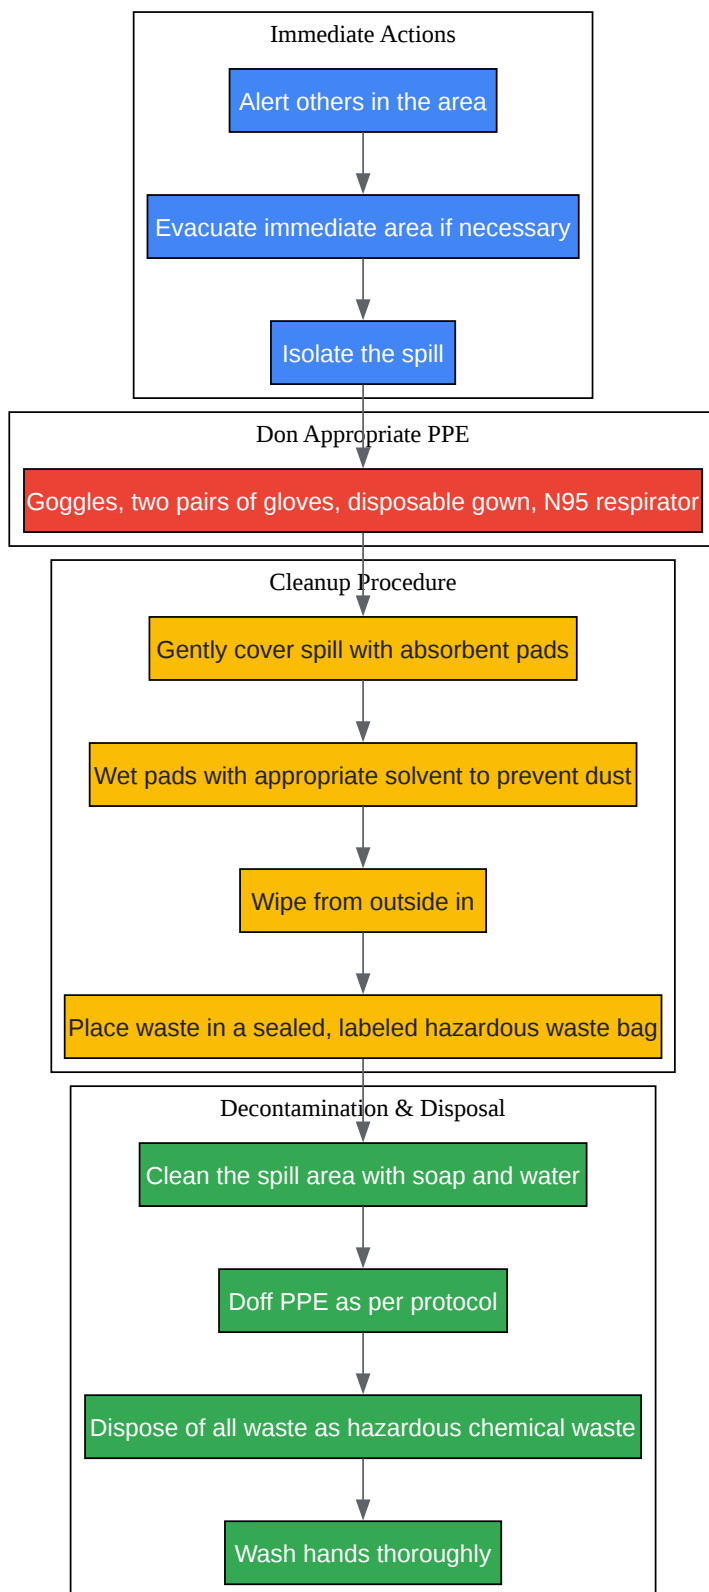 Immediate Actions
Alert others in the area
Evacuate immediate area if necessary
Isolate the spill
Don Appropriate PPE
Goggles, two pairs of gloves, disposable gown, N95 respirator
Cleanup Procedure
Gently cover spill with absorbent pads
Wet pads with appropriate solvent to prevent dust
Wipe from outside in
Place waste in a sealed, labeled hazardous waste bag
Decontamination & Disposal
Clean the spill area with soap and water
Doff PPE as per protocol
Dispose of all waste as hazardous chemical waste
Wash hands thoroughly